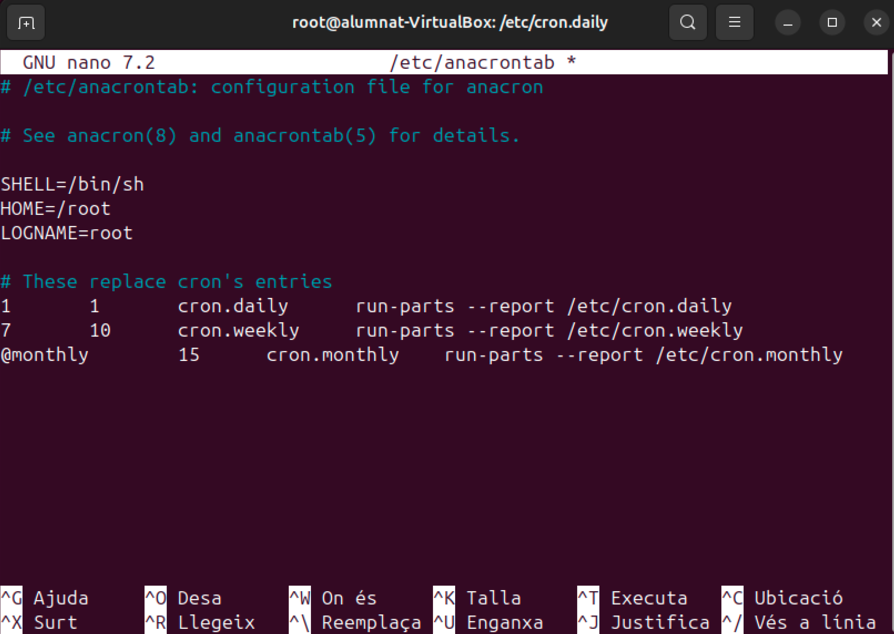 root@alumnat-VirtualBox: /etc/cron.daily
GNU nano 7.2 /etc/anacrontab *
# /etc/anacrontab: configuration file for anacron
# See anacron(8) and anacrontab(5) for details.
SHELL=/bin/sh
HOME=/root
LOGNAME=root
# These replace cron's entries
1 1 cron.daily run-parts --report /etc/cron.daily
7 10 cron.weekly run-parts --report /etc/cron.weekly
@monthly 15 cron.monthly run-parts --report /etc/cron.monthly
^G Ajuda ^O Desa ^W On és ^K Talla ^T Executa ^C Ubicació
^X Surt ^R Llegeix ^\ Reemplaça ^U Enganxa ^J Justifica ^/ Vés a línia